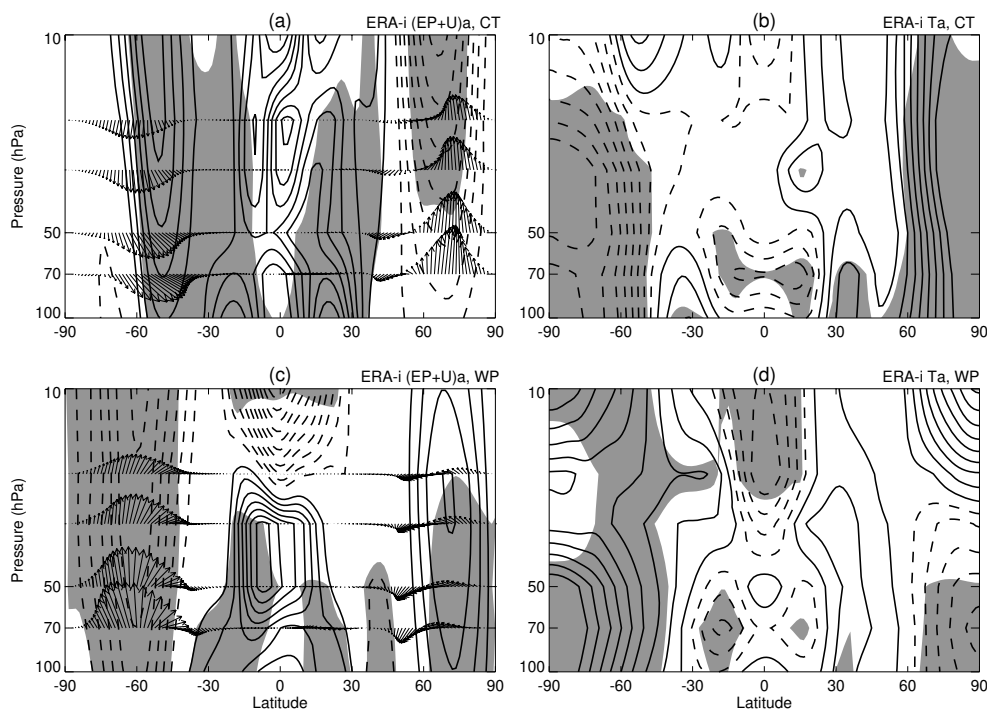 (a) ERA-i (EP+U)a, CT
10
50
70
100
Pressure (hPa)
-90 -60 -30 0 30 60 90
(b) ERA-i Ta, CT
10
50
70
100
-90 -60 -30 0 30 60 90
(c) ERA-i (EP+U)a, WP
10
50
70
100
Pressure (hPa)
-90 -60 -30 0 30 60 90
Latitude
(d) ERA-i Ta, WP
10
50
70
100
-90 -60 -30 0 30 60 90
Latitude